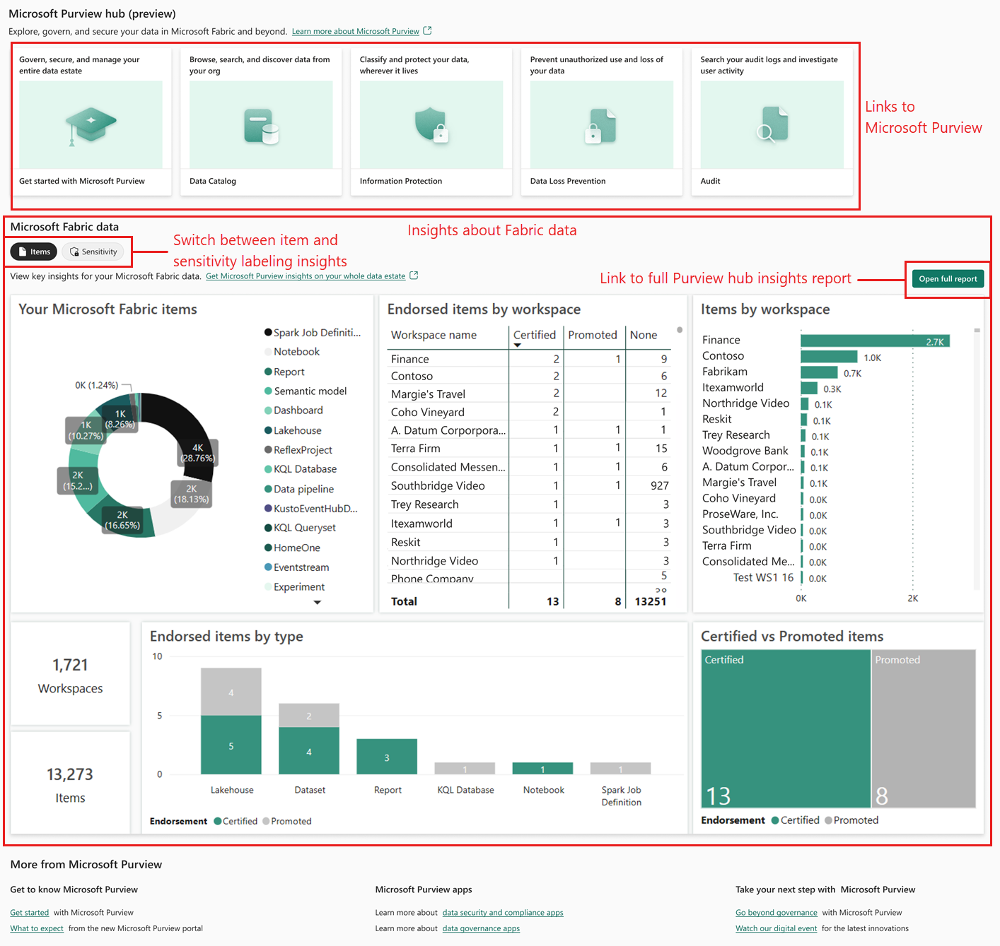 Microsoft Purview hub (preview)
Explore, govern, and secure your data in Microsoft Fabric and beyond. Learn more about Microsoft Purview
Govern, secure, and manage your
entire data estate
Get started with Microsoft Purview
Browse, search, and discover data from
your org
Data Catalog
Classify and protect your data,
wherever it lives
Information Protection
Prevent unauthorized use and loss of
your data
Data Loss Prevention
Search your audit logs and investigate
user activity
Audit
Links to
Microsoft Purview
Microsoft Fabric data
Insights about Fabric data
Items
Sensitivity
Switch between item and
sensitivity labeling insights
View key insights for your Microsoft Fabric data. Get Microsoft Purview insights on your whole data estate
Link to full Purview hub insights report
Open full report
Your Microsoft Fabric items
0K (1.24%)
1K
(8.26%)
1K
(10.27%)
4K
(28.76%)
2K
(15.2...)
2K
(18.13%)
2K
(16.65%)
Spark Job Definiti...
Notebook
Report
Semantic model
Dashboard
Lakehouse
ReflexProject
KQL Database
Data pipeline
KustoEventHubD...
KQL Queryset
HomeOne
Eventstream
Experiment
Endorsed items by workspace
Workspace name Certified Promoted None
Finance 2 1 9
Contoso 2 6
Margie's Travel 2 12
Coho Vineyard 2 1
A. Datum Corporpora... 1 1 1
Terra Firm 1 1 15
Consolidated Messen... 1 1 6
Southbridge Video 1 1 927
Trey Research 1 3
Itexamworld 1 1 3
Reskit 1 3
Northridge Video 1 3
Phone Company 5
Total 13 8 13251
Items by workspace
Finance 2.7K
Contoso 1.0K
Fabrikam 0.7K
Itexamworld 0.3K
Northridge Video 0.1K
Reskit 0.1K
Trey Research 0.1K
Woodgrove Bank 0.1K
A. Datum Corpor... 0.1K
Margie's Travel 0.1K
Coho Vineyard 0.0K
ProseWare, Inc. 0.0K
Southbridge Video 0.0K
Terra Firm 0.0K
Consolidated Me... 0.0K
Test WS1 16 0.0K
0K 2K
1,721
Workspaces
13,273
Items
Endorsed items by type
10
5
0
4
5
2
4
3
1
1
1
Lakehouse
Dataset
Report
KQL Database
Notebook
Spark Job
Definition
Endorsement Certified Promoted
Certified vs Promoted items
Certified
Promoted
13
8
Endorsement Certified Promoted
More from Microsoft Purview
Get to know Microsoft Purview
Get started with Microsoft Purview
What to expect from the new Microsoft Purview portal
Microsoft Purview apps
Learn more about data security and compliance apps
Learn more about data governance apps
Take your next step with Microsoft Purview
Go beyond governance with Microsoft Purview
Watch our digital event for the latest innovations